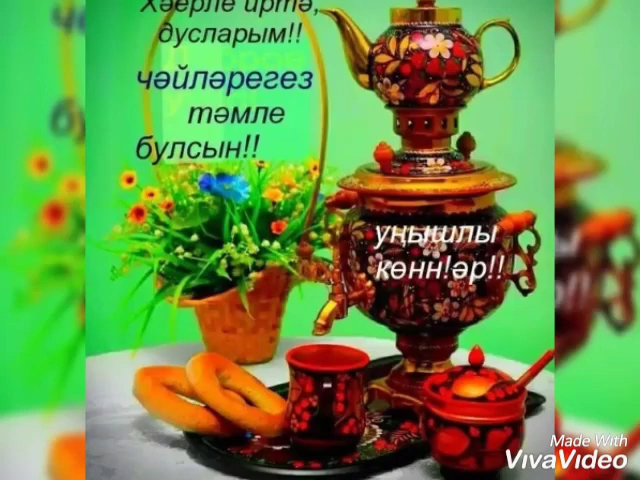 Хәерле иртә,
дусларым!!
чәйләрегез
тәмле
булсын!!
уңышлы
көнн!әр!!
Made With
VivaVideo